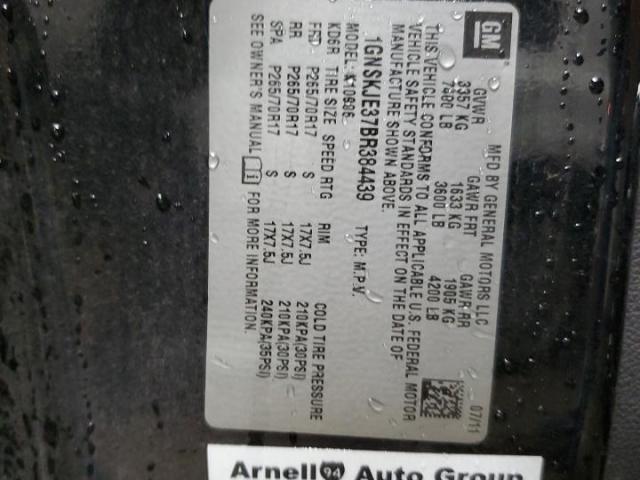 GM
MFD BY GENERAL MOTORS LLC 07/11
GVWR GAWR FRT GAWR RR
3357 KG 1633 KG 1905 KG
7400 LB 3600 LB 4200 LB
THIS VEHICLE CONFORMS TO ALL APPLICABLE U.S. FEDERAL MOTOR
VEHICLE SAFETY STANDARDS IN EFFECT ON THE DATE OF
MANUFACTURE SHOWN ABOVE.
1GNSKJE37BR384439 TYPE: M.P.V.
MODEL: K10636
KD6R TIRE SIZE SPEED RTG RIM COLD TIRE PRESSURE
FRT P265/70R17 S 17X7.5J 210KPA(30PSI)
RR P265/70R17 S 17X7.5J 210KPA(30PSI)
SPA P265/70R17 S 17X7.5J 240KPA(35PSI)
SEE OWNER'S MANUAL i FOR MORE INFORMATION.
Arnell 94 Auto Group